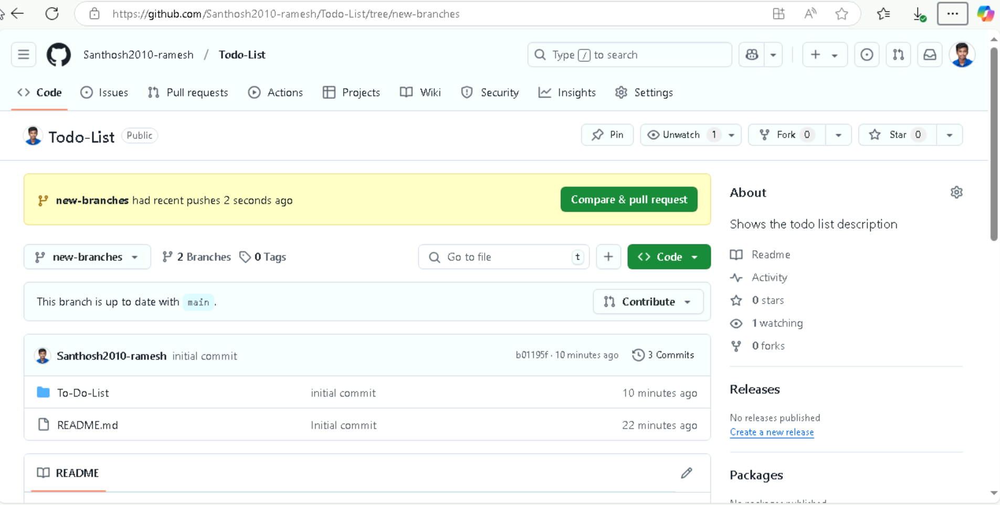 https://github.com/Santhosh2010-ramesh/Todo-List/tree/new-branches
Santhosh2010-ramesh / Todo-List
Type / to search
Code Issues Pull requests Actions Projects Wiki Security Insights Settings
Todo-List Public
Pin Unwatch 1 Fork 0 Star 0
new-branches had recent pushes 2 seconds ago
Compare & pull request
new-branches 2 Branches 0 Tags
Go to file t
Code
This branch is up to date with main .
Contribute
Santhosh2010-ramesh initial commit
b01195f · 10 minutes ago 3 Commits
To-Do-List initial commit 10 minutes ago
README.md Initial commit 22 minutes ago
README
About
Shows the todo list description
Readme
Activity
0 stars
1 watching
0 forks
Releases
No releases published
Create a new release
Packages
No packages published